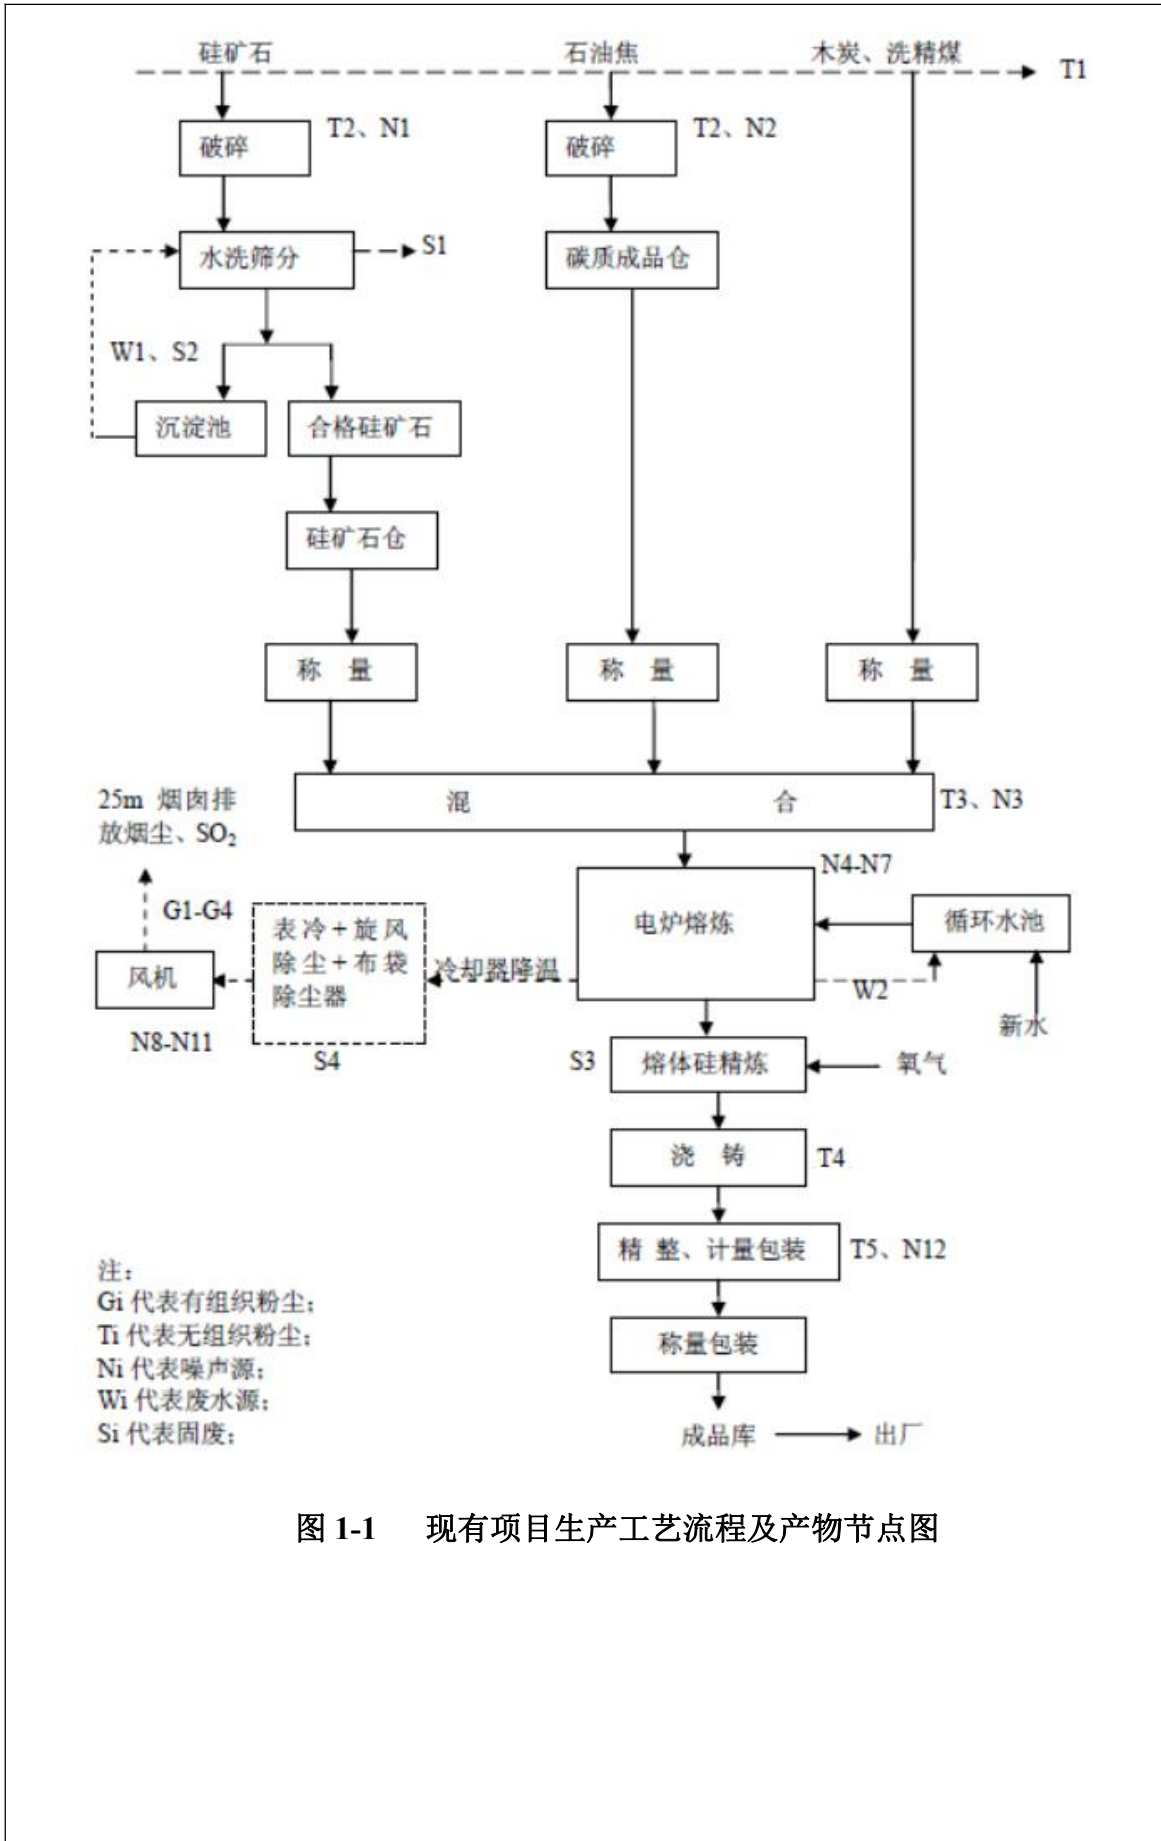 硅矿石
石油焦
木炭、洗精煤
T1
破碎
T2、N1
破碎
T2、N2
水洗筛分
S1
碳质成品仓
W1、S2
沉淀池
合格硅矿石
硅矿石仓
称 量
称 量
称 量
混 合
T3、N3
25m 烟囱排
放烟尘、SO₂
N4-N7
G1-G4
表冷+旋风
除尘+布袋
除尘器
电炉熔炼
循环水池
风机
冷却器降温
W2
新水
N8-N11
S4
S3
熔体硅精炼
氧气
浇 铸
T4
精 整、计量包装
T5、N12
称量包装
成品库
出厂
注：
Gi 代表有组织粉尘；
Ti 代表无组织粉尘；
Ni 代表噪声源；
Wi 代表废水源；
Si 代表固废；
图 1-1 现有项目生产工艺流程及产物节点图